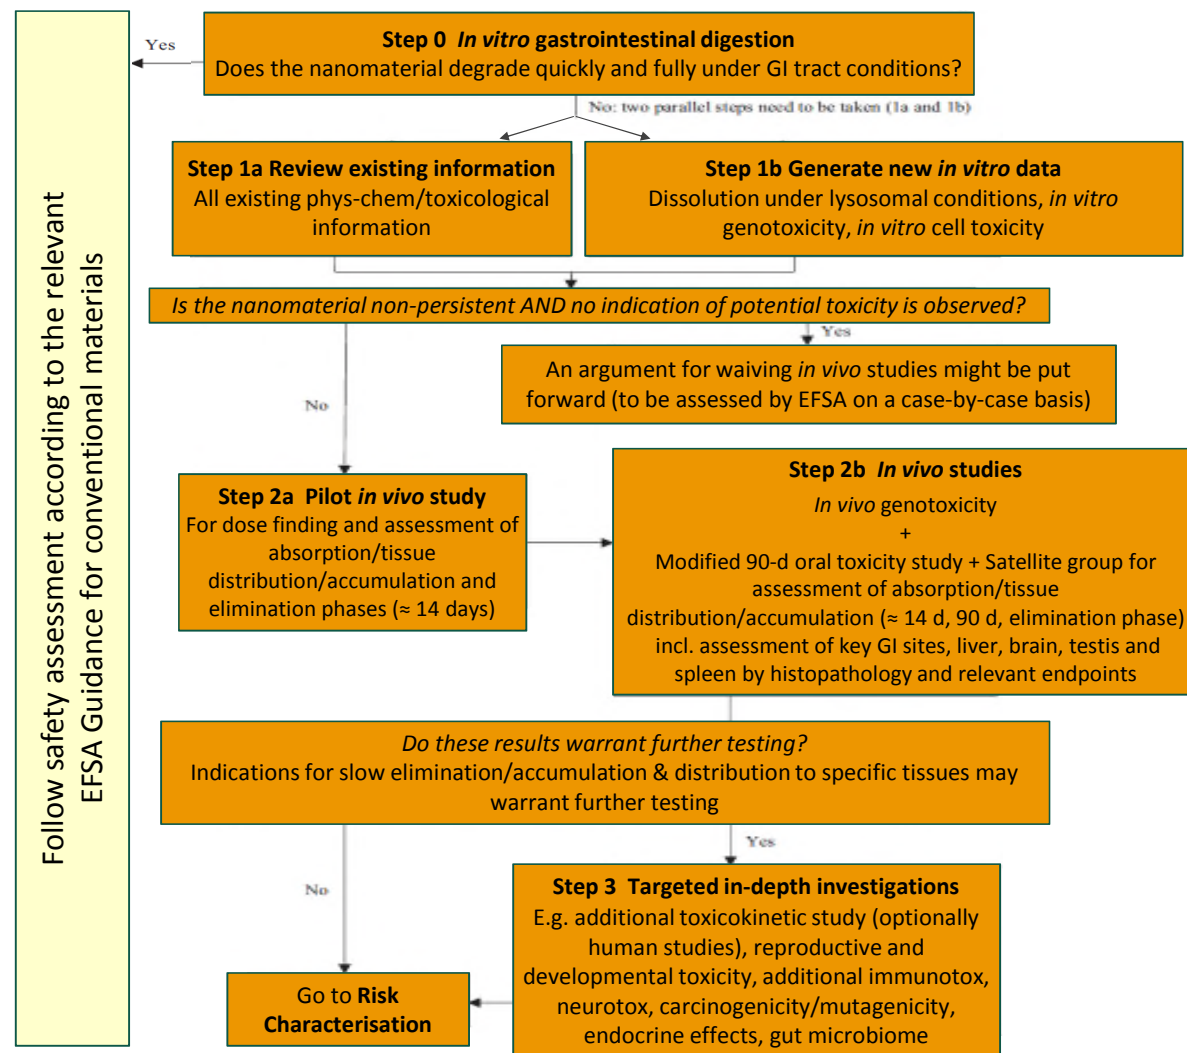 Follow safety assessment according to the relevant
EFSA Guidance for conventional materials
Yes
Step 0 In vitro gastrointestinal digestion
Does the nanomaterial degrade quickly and fully under GI tract conditions?
No: two parallel steps need to be taken (1a and 1b)
Step 1a Review existing information
All existing phys-chem/toxicological
information
Step 1b Generate new in vitro data
Dissolution under lysosomal conditions, in vitro
genotoxicity, in vitro cell toxicity
Is the nanomaterial non-persistent AND no indication of potential toxicity is observed?
Yes
An argument for waiving in vivo studies might be put
forward (to be assessed by EFSA on a case-by-case basis)
No
Step 2a Pilot in vivo study
For dose finding and assessment of
absorption/tissue
distribution/accumulation and
elimination phases (≈ 14 days)
Step 2b In vivo studies
In vivo genotoxicity
+
Modified 90-d oral toxicity study + Satellite group for
assessment of absorption/tissue
distribution/accumulation (≈ 14 d, 90 d, elimination phase)
incl. assessment of key GI sites, liver, brain, testis and
spleen by histopathology and relevant endpoints
Do these results warrant further testing?
Indications for slow elimination/accumulation & distribution to specific tissues may
warrant further testing
Yes
No
Step 3 Targeted in-depth investigations
E.g. additional toxicokinetic study (optionally
human studies), reproductive and
developmental toxicity, additional immunotox,
neurotox, carcinogenicity/mutagenicity,
endocrine effects, gut microbiome
Go to Risk
Characterisation